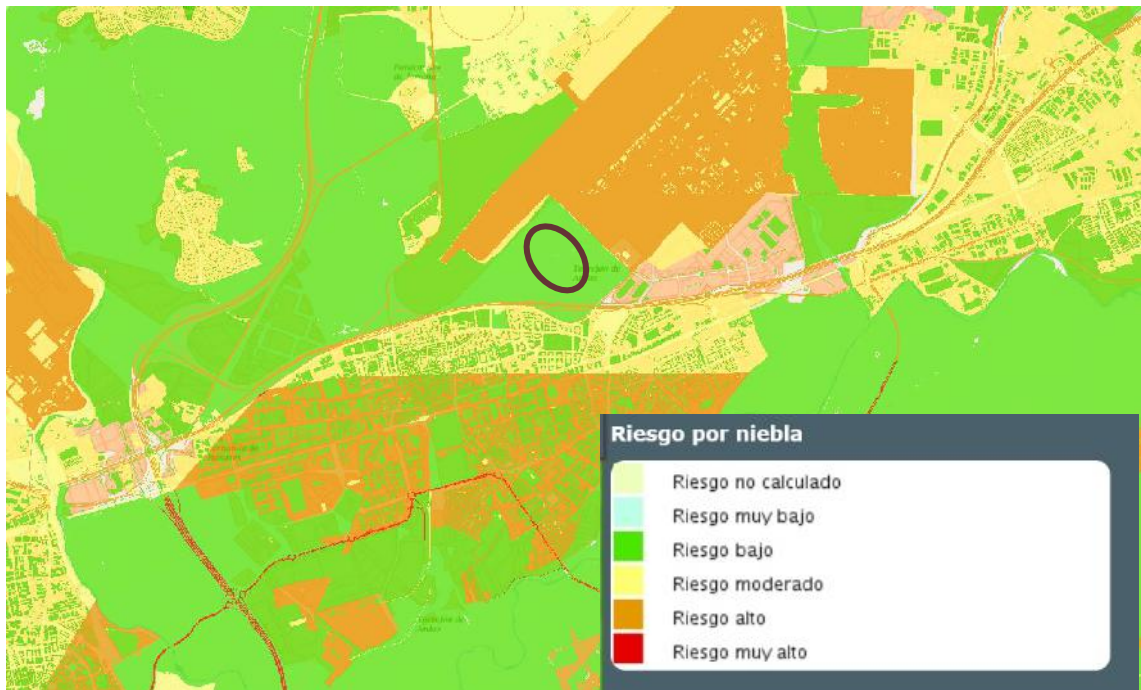 Riesgo por niebla
Riesgo no calculado
Riesgo muy bajo
Riesgo bajo
Riesgo moderado
Riesgo alto
Riesgo muy alto